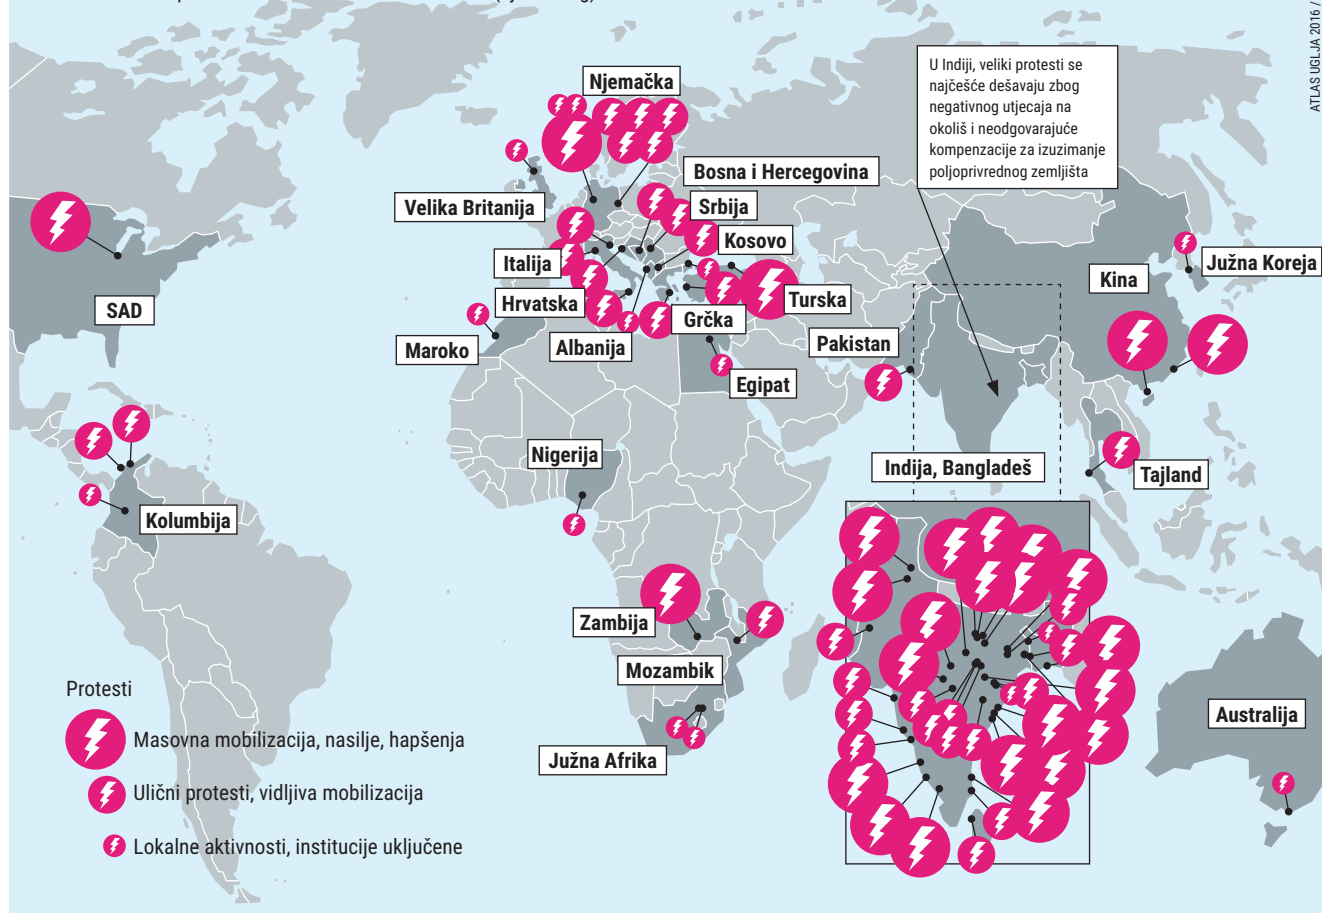 ATLAS UGLJA 2016 /
U Indiji, veliki protesti se
najčešće dešavaju zbog
negativnog utjecaja na
okoliš i neodgovarajuće
kompenzacije za izuzimanje
poljoprivrednog zemljišta
Njemačka
Bosna i Hercegovina
Velika Britanija
Srbija
Kosovo
Italija
Južna Koreja
Kina
Hrvatska
Turska
SAD
Grčka
Maroko
Albanija
Pakistan
Egipat
Nigerija
Indija, Bangladeš
Tajland
Kolumbija
Zambija
Mozambik
Australija
Južna Afrika
Protesti
Masovna mobilizacija, nasilje, hapšenja
Ulični protesti, vidljiva mobilizacija
Lokalne aktivnosti, institucije uključene